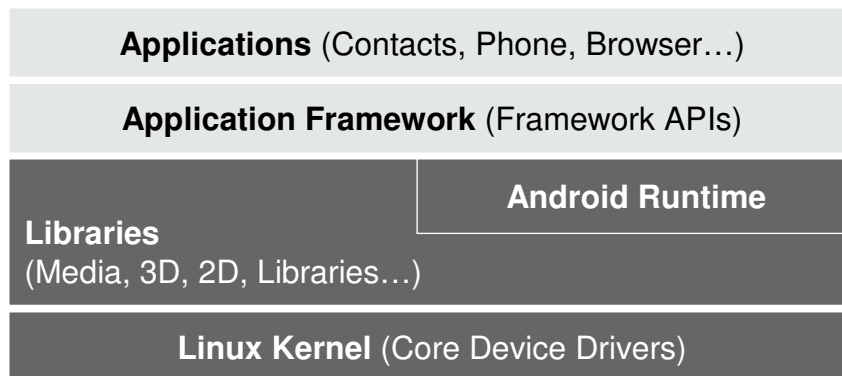 Applications (Contacts, Phone, Browser…)
Application Framework (Framework APIs)
Android Runtime
Libraries
(Media, 3D, 2D, Libraries…)
Linux Kernel (Core Device Drivers)